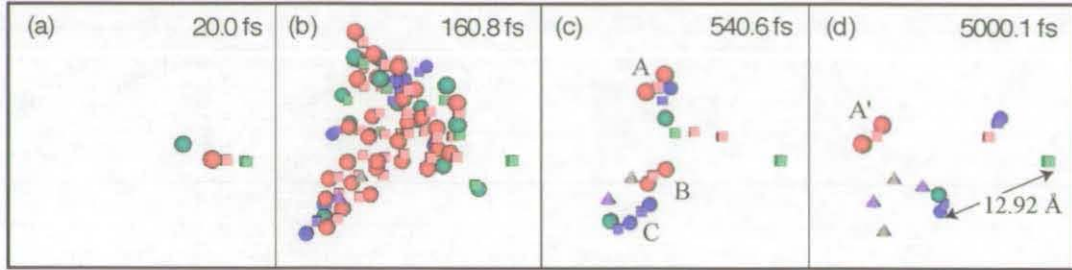 (a) 20.0 fs
(b) 160.8 fs
(c) 540.6 fs
(d) 5000.1 fs
A
B
C
A'
12.92 Å